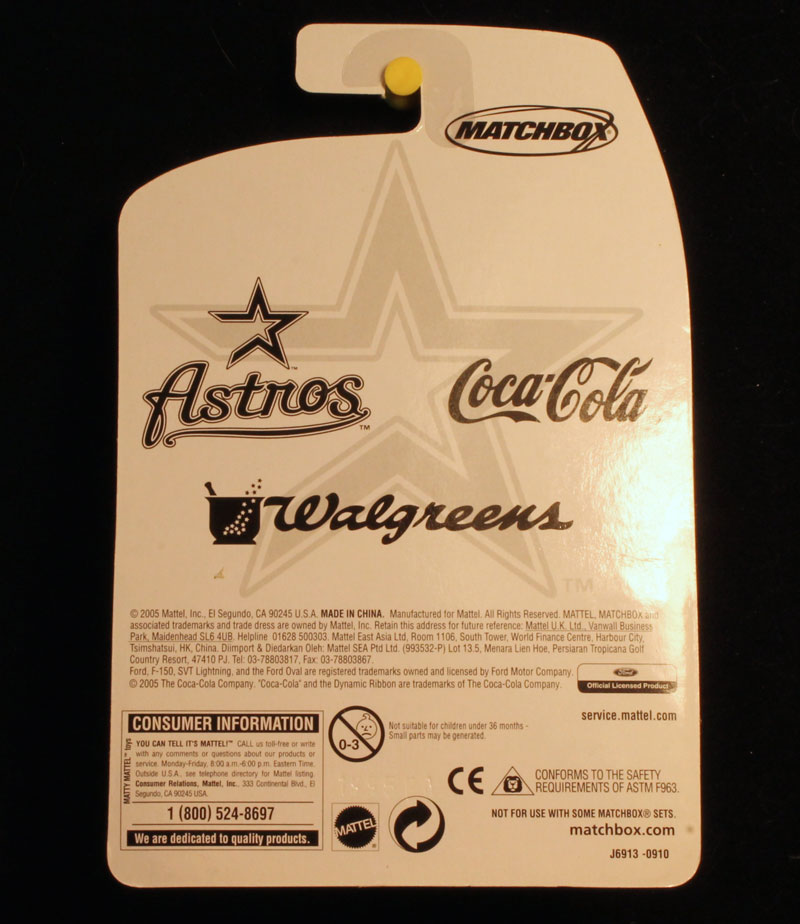 MATCHBOX
Astros ™
™
Coca-Cola
Walgreens
TM
© 2005 Mattel, Inc., El Segundo, CA 90245 U.S.A. MADE IN CHINA. Manufactured for Mattel. All Rights Reserved. MATTEL, MATCHBOX and
associated trademarks and trade dress are owned by Mattel, Inc. Retain this address for future reference: Mattel U.K. Ltd., Vanwall Business
Park, Maidenhead SL6 4UB. Helpline 01628 500303. Mattel East Asia Ltd, Room 1106, South Tower, World Finance Centre, Harbour City,
Tsimshatsui, HK, China. Diimport & Diedarkan Oleh: Mattel SEA Ptd Ltd. (993532-P) Lot 13.5, Menara Lien Hoe, Persiaran Tropicana Golf
Country Resort, 47410 PJ. Tel: 03-78803817, Fax: 03-78803867.
Ford, F-150, SVT Lightning, and the Ford Oval are registered trademarks owned and licensed by Ford Motor Company.
© 2005 The Coca-Cola Company. "Coca-Cola" and the Dynamic Ribbon are trademarks of The Coca-Cola Company.
Ford
Official Licensed Product
service.mattel.com
CONSUMER INFORMATION
MATTY MATTEL™ toys
YOU CAN TELL IT'S MATTEL!™ CALL us toll-free or write
with any comments or questions about our products or
service. Monday-Friday, 8:00 a.m.-6:00 p.m. Eastern Time.
Outside U.S.A., see telephone directory for Mattel listing.
Consumer Relations, Mattel, Inc., 333 Continental Blvd., El
Segundo, CA 90245 USA.
1 (800) 524-8697
We are dedicated to quality products.
0-3
Not suitable for children under 36 months -
Small parts may be generated.
MATTEL
®
CE
CONFORMS TO THE SAFETY
REQUIREMENTS OF ASTM F963.
NOT FOR USE WITH SOME MATCHBOX® SETS.
matchbox.com
J6913 -0910